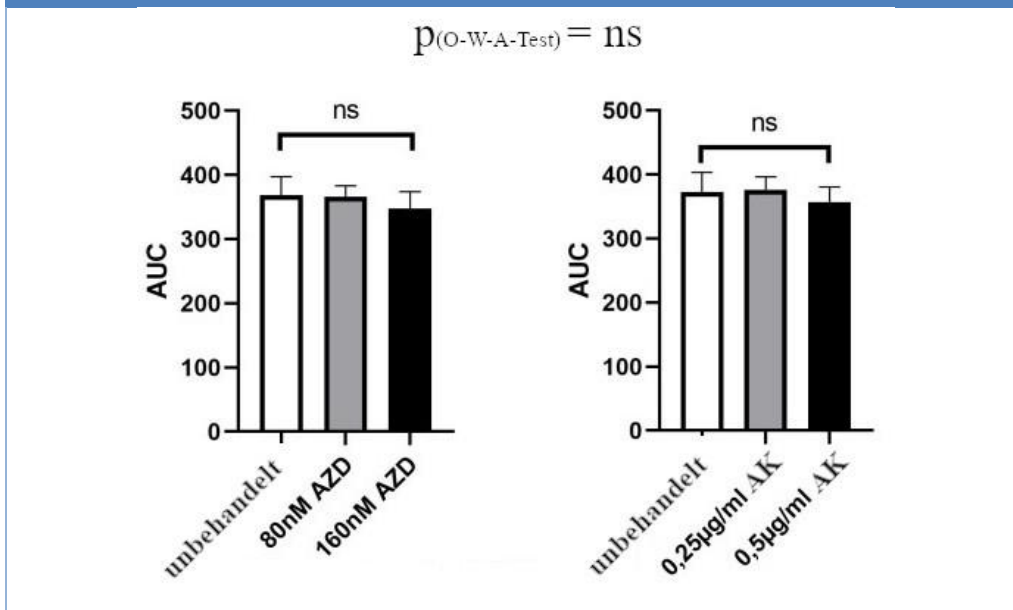 p(O-W-A-Test) = ns
ns
500
400
300
200
100
0
AUC
unbehandelt
80nM AZD
160nM AZD
ns
500
400
300
200
100
0
AUC
unbehandelt
0,25µg/ml AK
0,5µg/ml AK